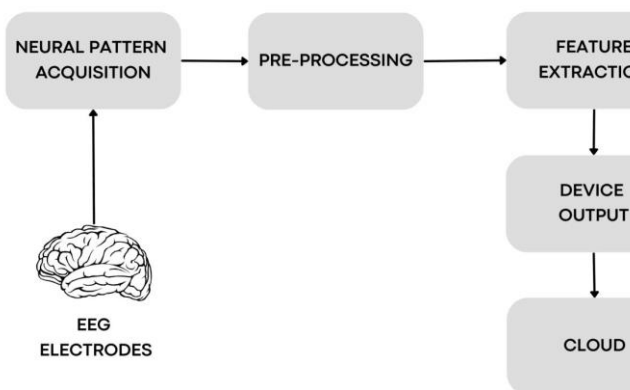 NEURAL PATTERN
ACQUISITION
PRE-PROCESSING
FEATURE
EXTRACTIO
DEVICE
OUTPUT
CLOUD
EEG
ELECTRODES